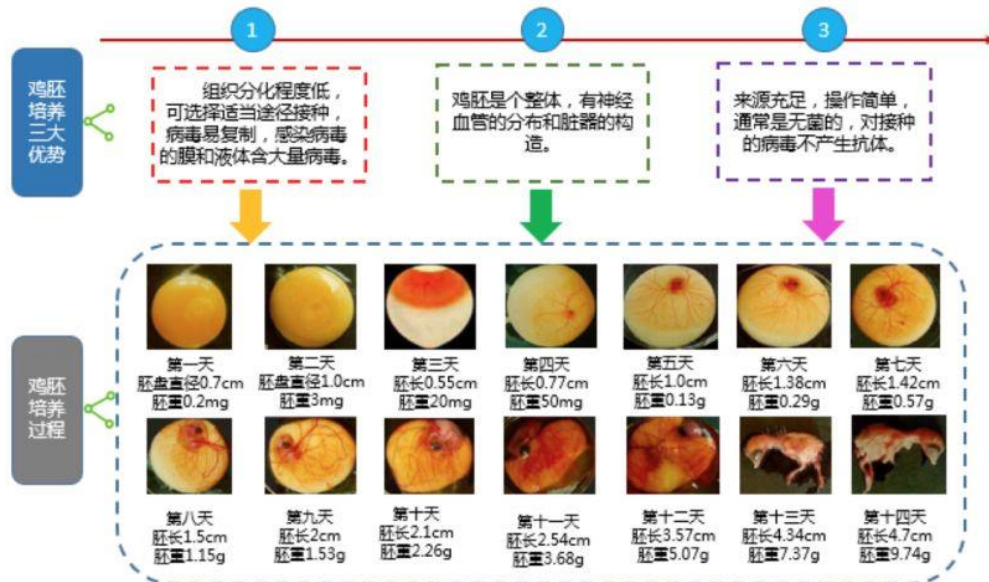 1
2
3
鸡胚
培养
三大
优势
组织分化程度低，
可选择适当途径接种，
病毒易复制，感染病毒
的膜和液体含大量病毒。
鸡胚是个整体，有神经
血管的分布和脏器的构
造。
来源充足，操作简单，
通常是无菌的，对接种
的病毒不产生抗体。
鸡胚
培养
过程
第一天
胚盘直径0.7cm
胚重0.2mg
第二天
胚盘直径1.0cm
胚重3mg
第三天
胚长0.55cm
胚重20mg
第四天
胚长0.77cm
胚重50mg
第五天
胚长1.0cm
胚重0.13g
第六天
胚长1.38cm
胚重0.29g
第七天
胚长1.42cm
胚重0.57g
第八天
胚长1.5cm
胚重1.15g
第九天
胚长2cm
胚重1.53g
第十天
胚长2.1cm
胚重2.26g
第十一天
胚长2.54cm
胚重3.68g
第十二天
胚长3.57cm
胚重5.07g
第十三天
胚长4.34cm
胚重7.37g
第十四天
胚长4.7cm
胚重9.74g